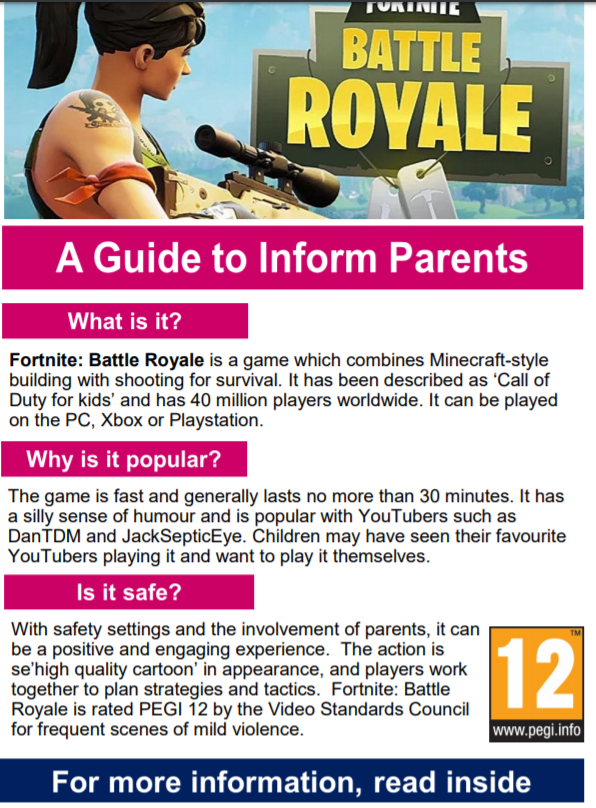 FORTNITE
BATTLE
ROYALE
A Guide to Inform Parents
What is it?
Fortnite: Battle Royale is a game which combines Minecraft-style
building with shooting for survival. It has been described as ‘Call of
Duty for kids’ and has 40 million players worldwide. It can be played
on the PC, Xbox or Playstation.
Why is it popular?
The game is fast and generally lasts no more than 30 minutes. It has
a silly sense of humour and is popular with YouTubers such as
DanTDM and JackSepticEye. Children may have seen their favourite
YouTubers playing it and want to play it themselves.
Is it safe?
With safety settings and the involvement of parents, it can
be a positive and engaging experience.  The action is
se’high quality cartoon’ in appearance, and players work
together to plan strategies and tactics.  Fortnite: Battle
Royale is rated PEGI 12 by the Video Standards Council
for frequent scenes of mild violence.
12
TM
www.pegi.info
For more information, read inside